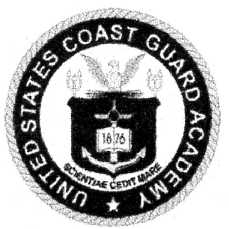 UNITED STATES COAST GUARD ACADEMY
1876
SCIENTIAE CEDIT MARE